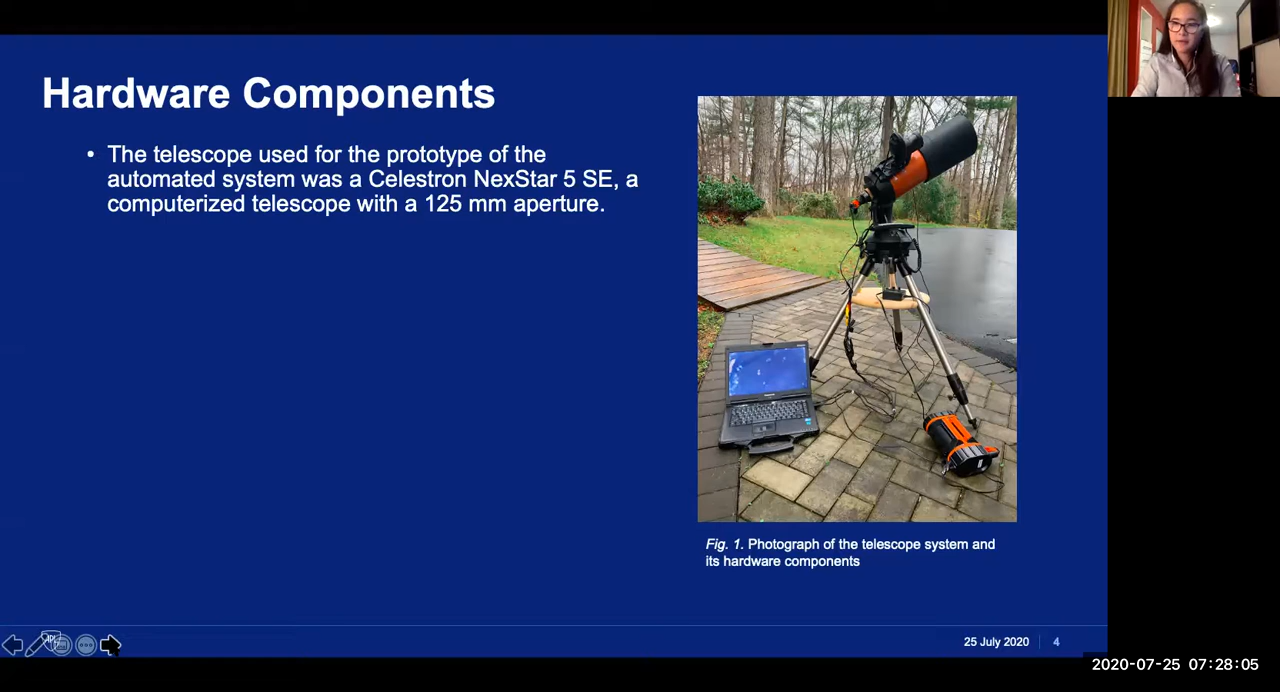 Hardware Components
• The telescope used for the prototype of the
automated system was a Celestron NexStar 5 SE, a
computerized telescope with a 125 mm aperture.
Fig. 1. Photograph of the telescope system and
its hardware components
APL
25 July 2020 4
2020-07-25 07:28:05